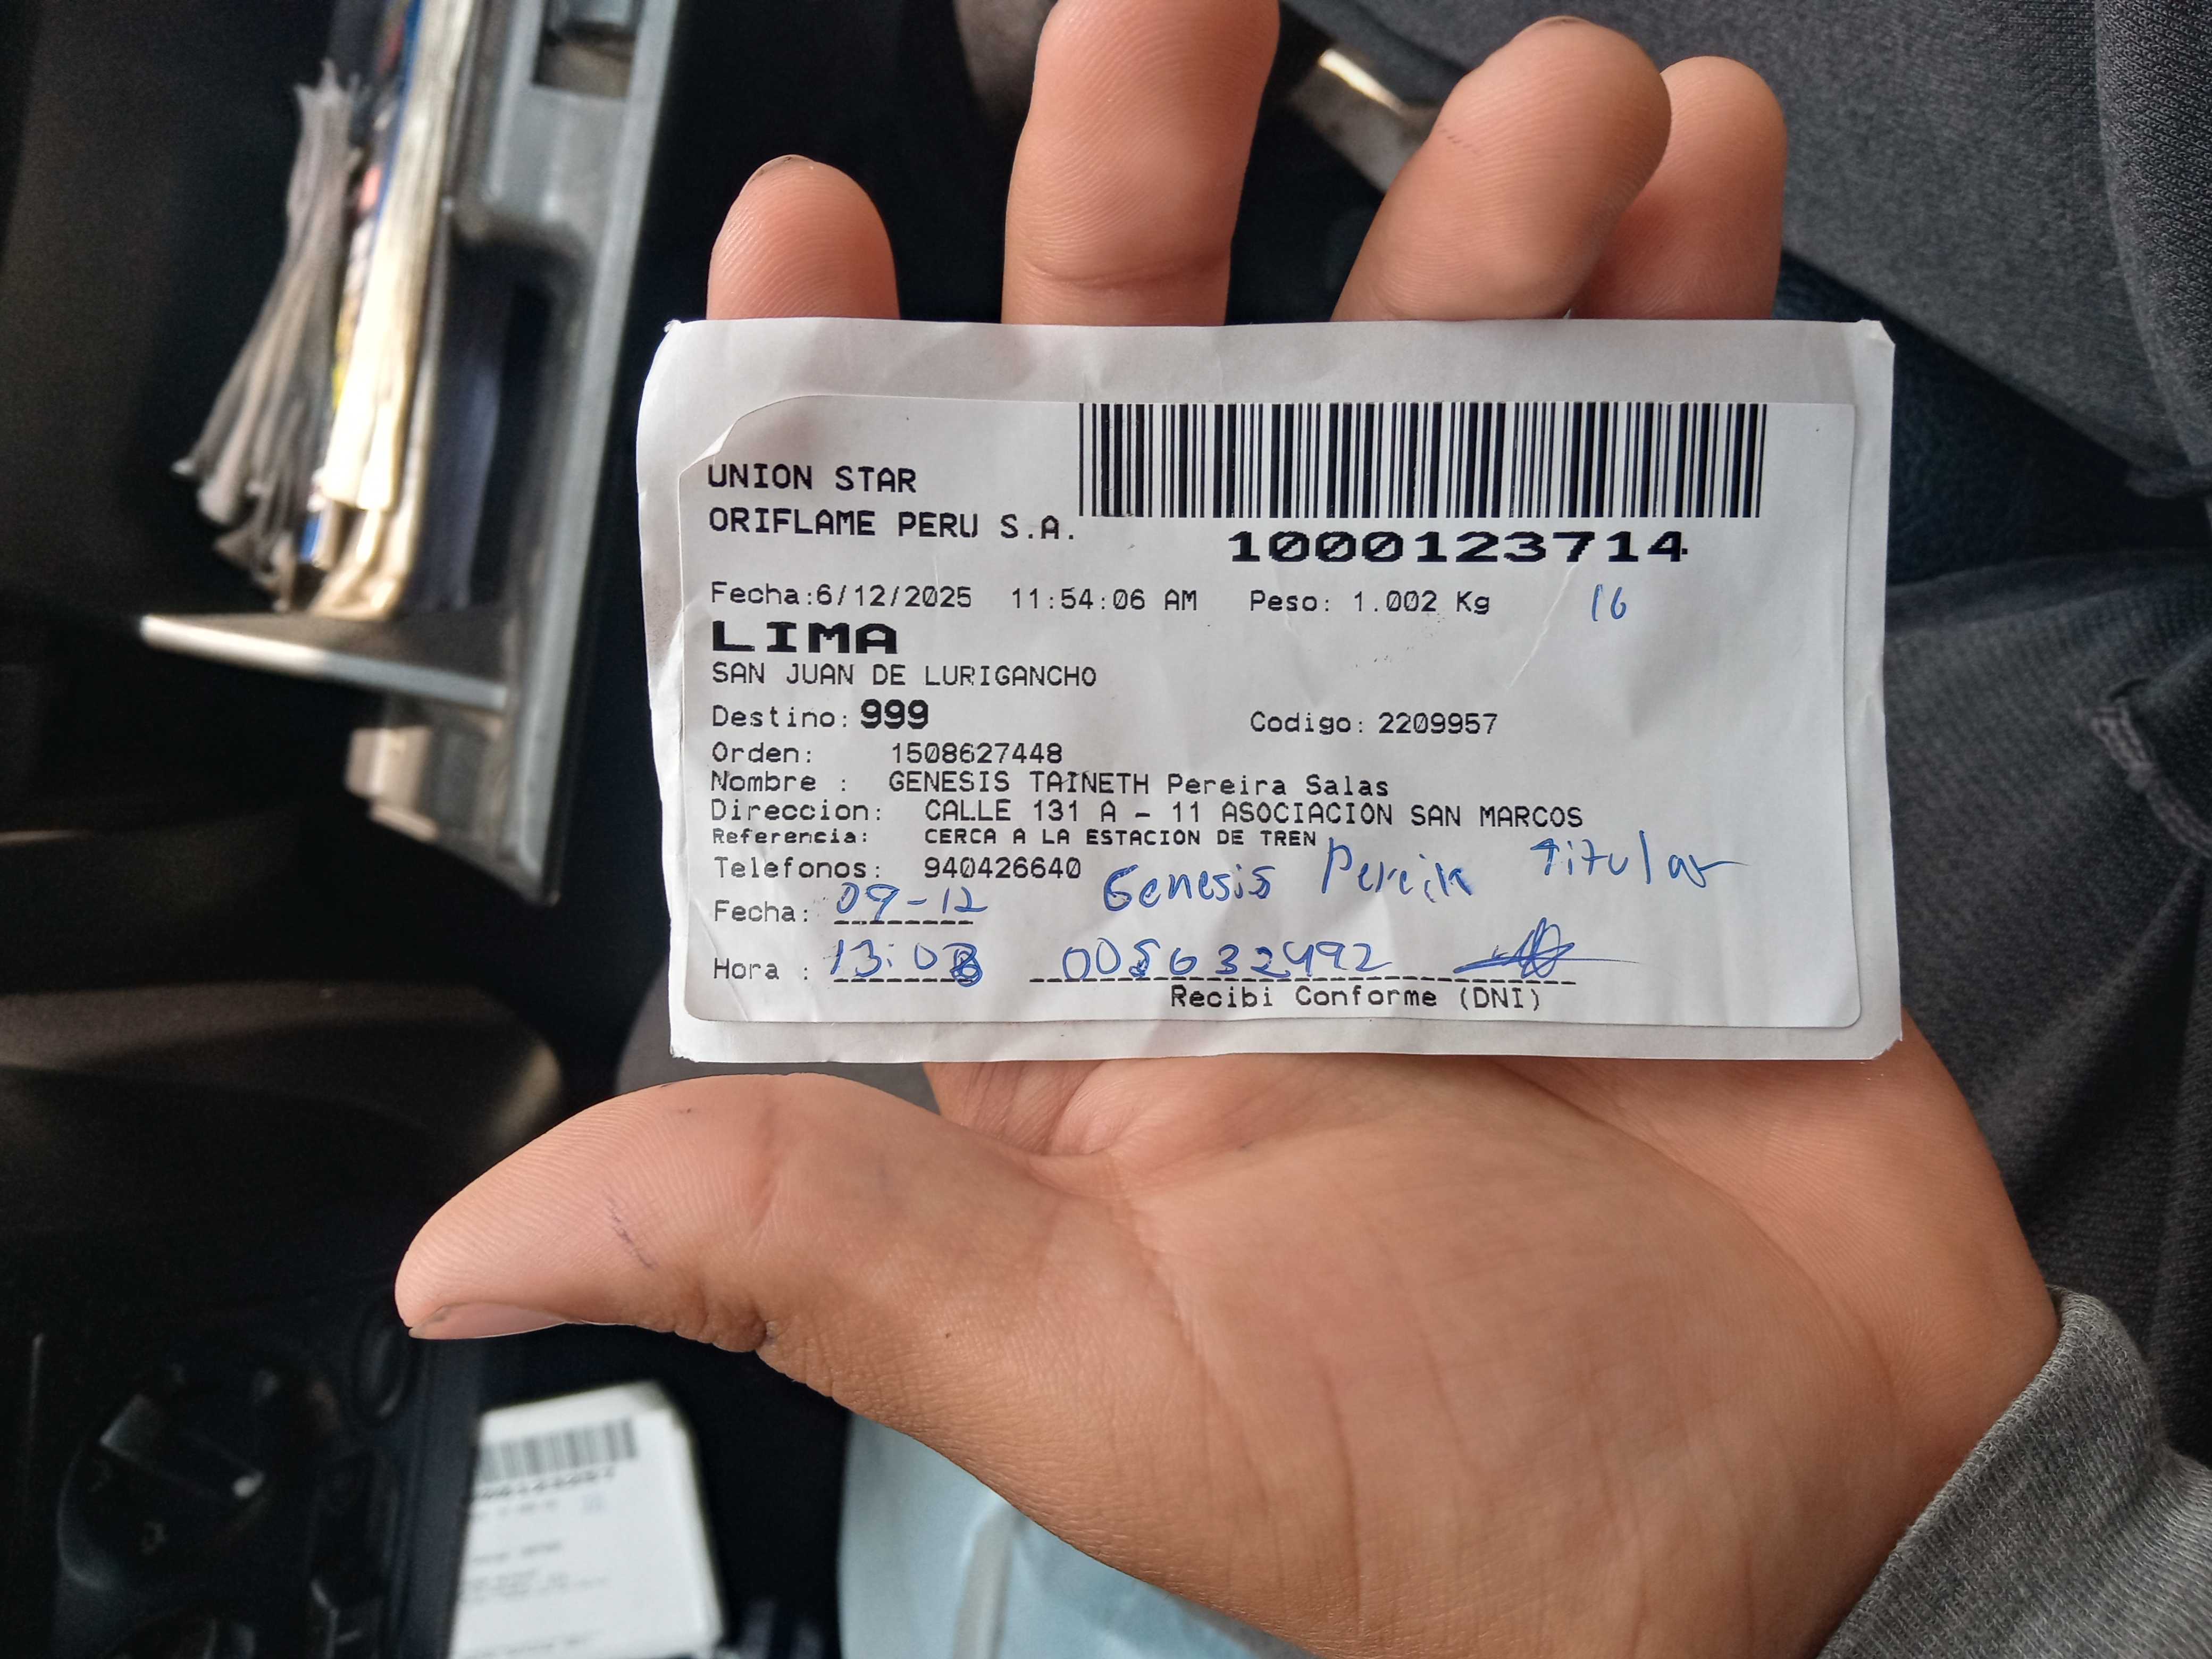 UNION STAR
ORIFLAME PERU S.A.
1000123714
Fecha:6/12/2025 11:54:06 AM Peso: 1.002 Kg 16
LIMA
SAN JUAN DE LURIGANCHO
Destino: 999 Codigo: 2209957
Orden: 1508627448
Nombre : GENESIS TAINETH Pereira Salas
Direccion: CALLE 131 A - 11 ASOCIACION SAN MARCOS
Referencia: CERCA A LA ESTACION DE TREN
Telefonos: 940426640 Genesis Titular
Fecha: 09-12
Hora : 005632492
Recibi Conforme (DNI)